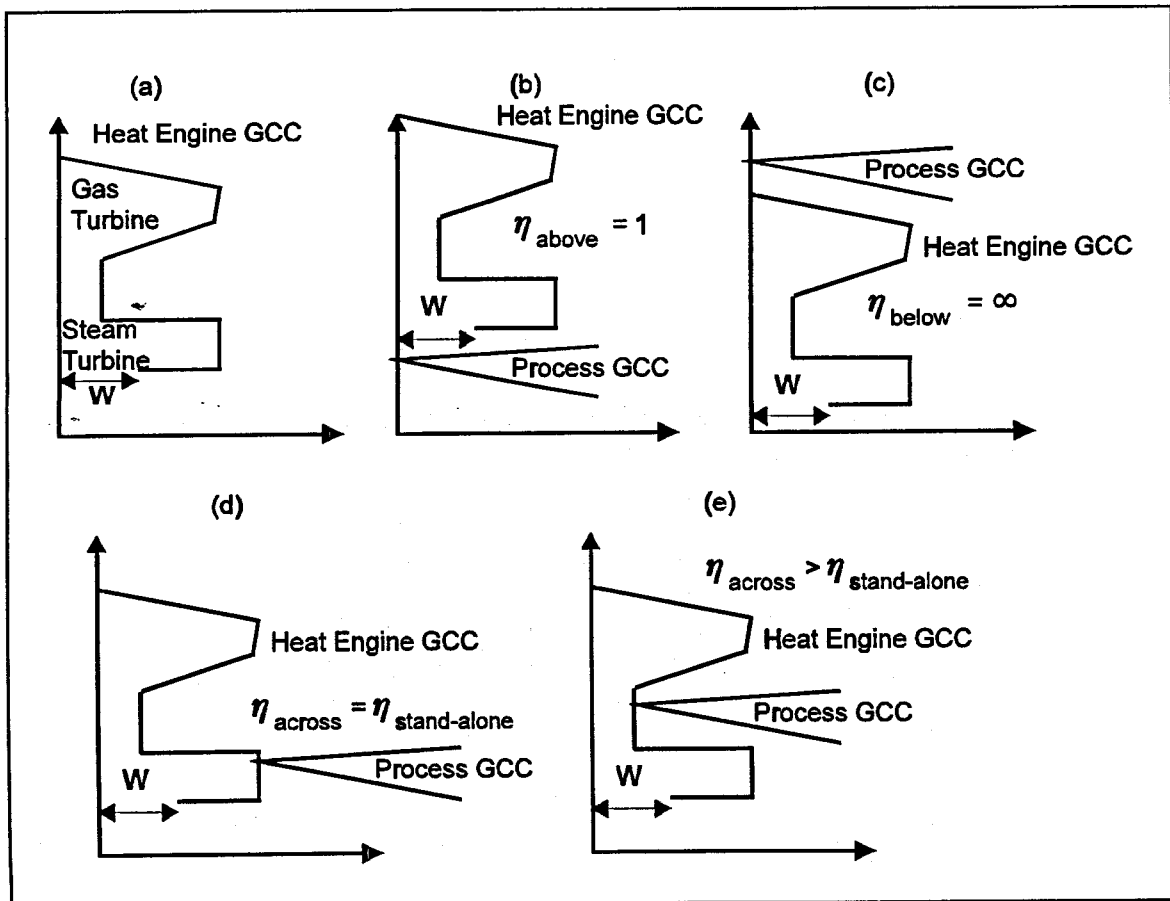 (a)
Heat Engine GCC
Gas
Turbine
Steam
Turbine
W
(b)
Heat Engine GCC
η above = 1
W
Process GCC
(c)
Process GCC
Heat Engine GCC
η below = ∞
W
(d)
Heat Engine GCC
η across = η stand-alone
W
Process GCC
(e)
η across > η stand-alone
Heat Engine GCC
Process GCC
W